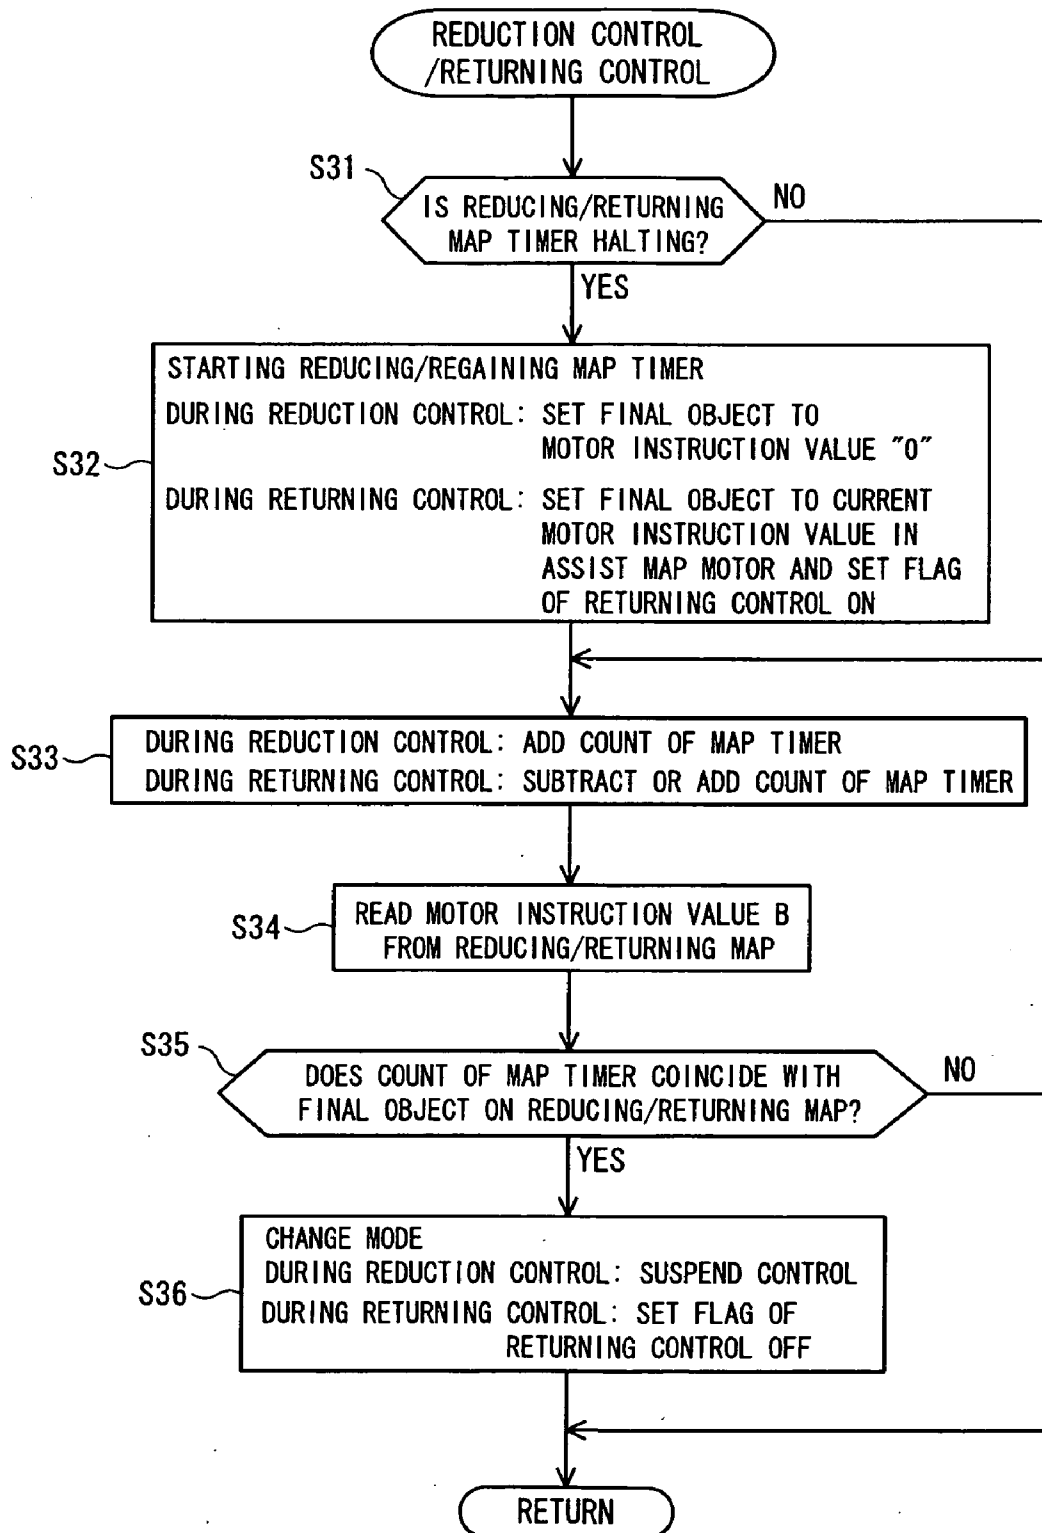 REDUCTION CONTROL
/RETURNING CONTROL
S31
IS REDUCING/RETURNING
MAP TIMER HALTING?
NO
YES
S32
STARTING REDUCING/REGAINING MAP TIMER
DURING REDUCTION CONTROL: SET FINAL OBJECT TO
MOTOR INSTRUCTION VALUE "0"
DURING RETURNING CONTROL: SET FINAL OBJECT TO CURRENT
MOTOR INSTRUCTION VALUE IN
ASSIST MAP MOTOR AND SET FLAG
OF RETURNING CONTROL ON
S33
DURING REDUCTION CONTROL: ADD COUNT OF MAP TIMER
DURING RETURNING CONTROL: SUBTRACT OR ADD COUNT OF MAP TIMER
S34
READ MOTOR INSTRUCTION VALUE B
FROM REDUCING/RETURNING MAP
S35
DOES COUNT OF MAP TIMER COINCIDE WITH
FINAL OBJECT ON REDUCING/RETURNING MAP?
NO
YES
S36
CHANGE MODE
DURING REDUCTION CONTROL: SUSPEND CONTROL
DURING RETURNING CONTROL: SET FLAG OF
RETURNING CONTROL OFF
RETURN